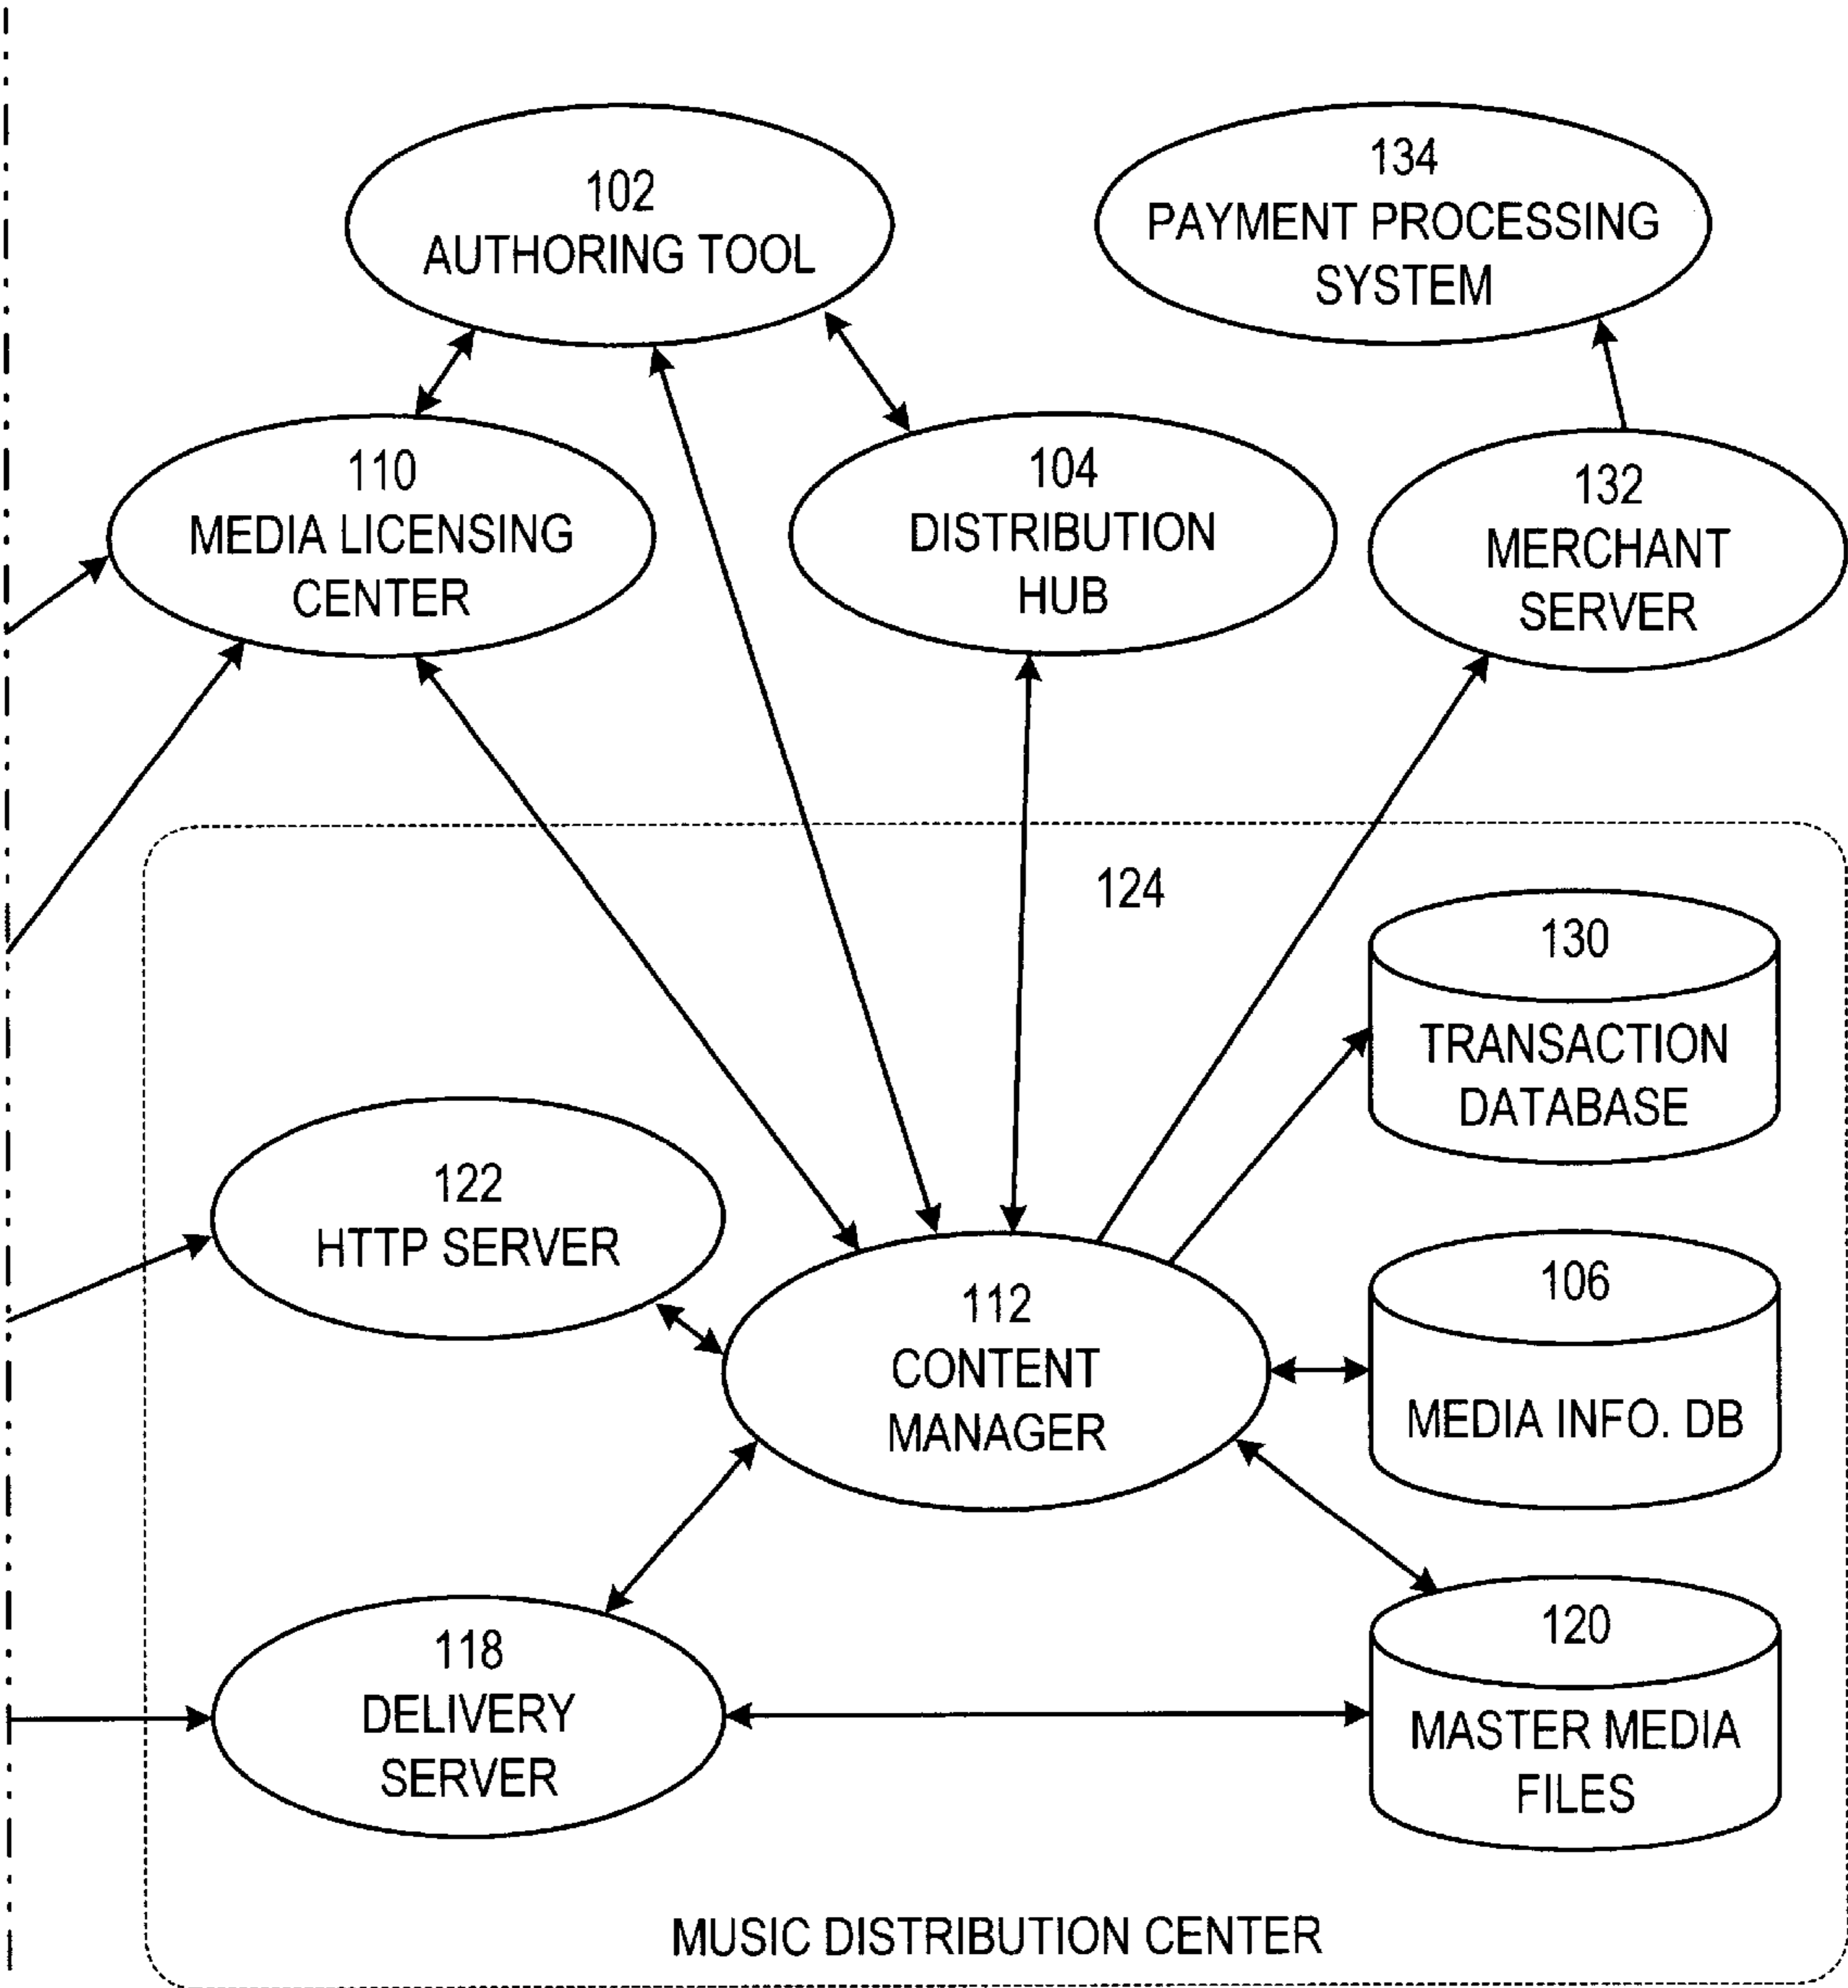 102
AUTHORING TOOL
134
PAYMENT PROCESSING
SYSTEM
110
MEDIA LICENSING
CENTER
104
DISTRIBUTION
HUB
132
MERCHANT
SERVER
124
130
TRANSACTION
DATABASE
122
HTTP SERVER
112
CONTENT
MANAGER
106
MEDIA INFO. DB
118
DELIVERY
SERVER
120
MASTER MEDIA
FILES
MUSIC DISTRIBUTION CENTER